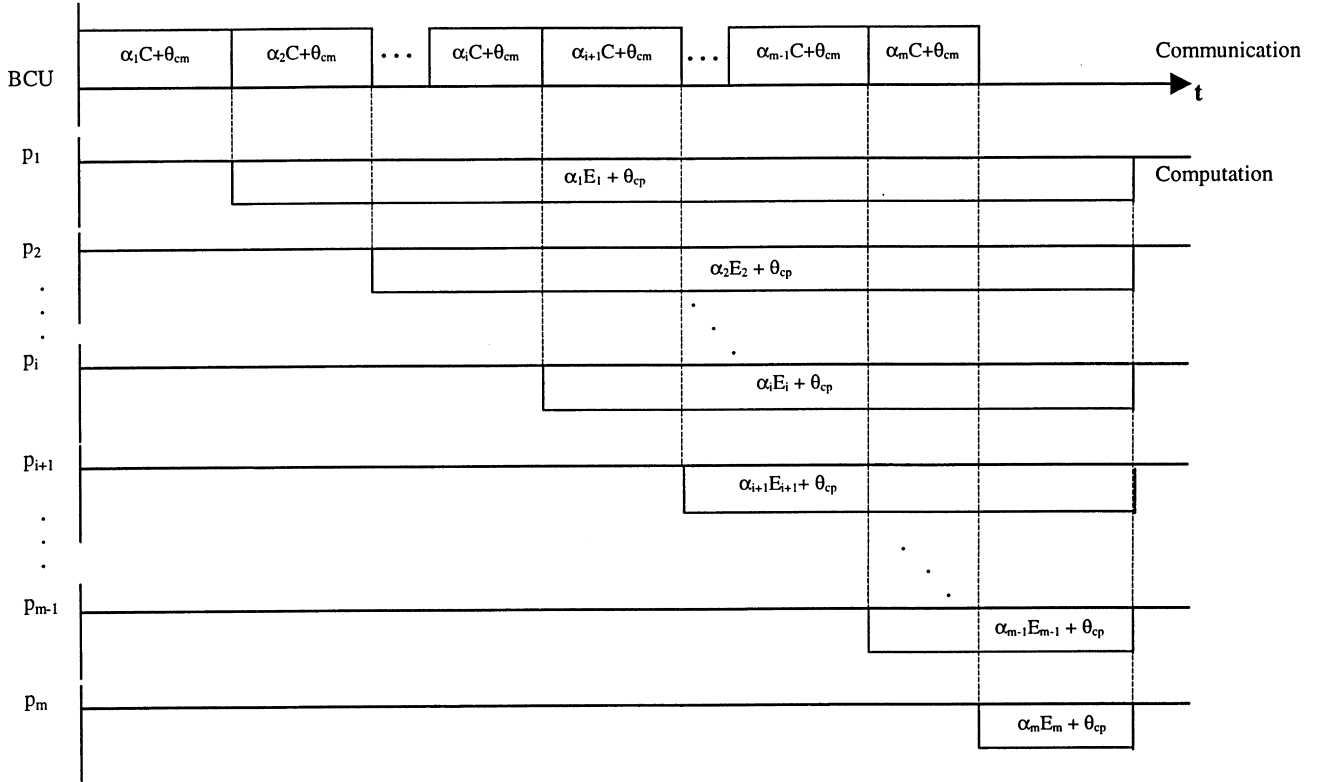 α₁C+θcm α₂C+θcm ... αᵢC+θcm αᵢ₊₁C+θcm ... αm-1C+θcm αmC+θcm Communication
BCU
t
p₁
α₁E₁ + θcp Computation
p₂
α₂E₂ + θcp
pᵢ
αᵢEᵢ + θcp
pᵢ₊₁
αᵢ₊₁Eᵢ₊₁+ θcp
pm-1
αm-1Em-1 + θcp
pm
αmEm + θcp